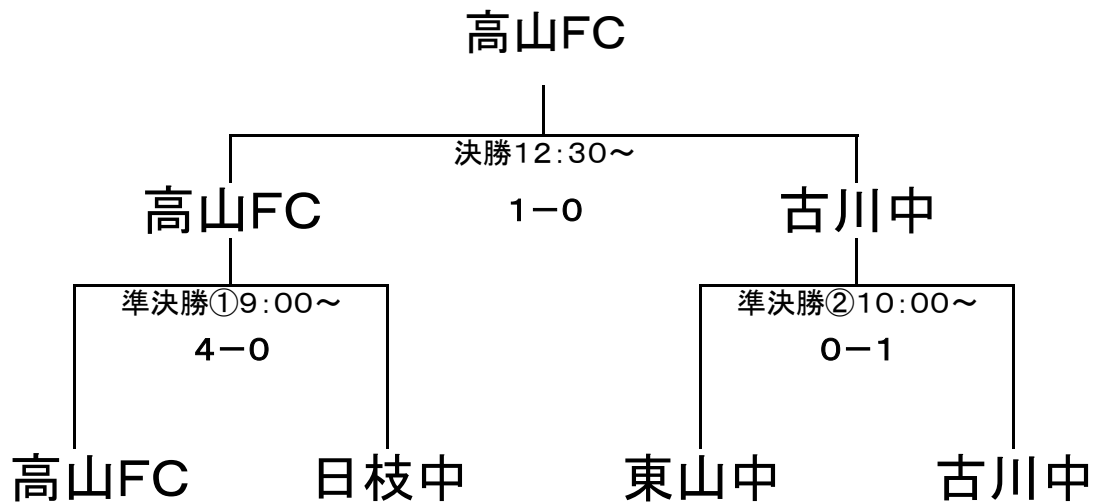 高山FC
決勝12:30～
高山FC
1－0
古川中
準決勝①9:00～
準決勝②10:00～
4－0
0－1
高山FC
日枝中
東山中
古川中